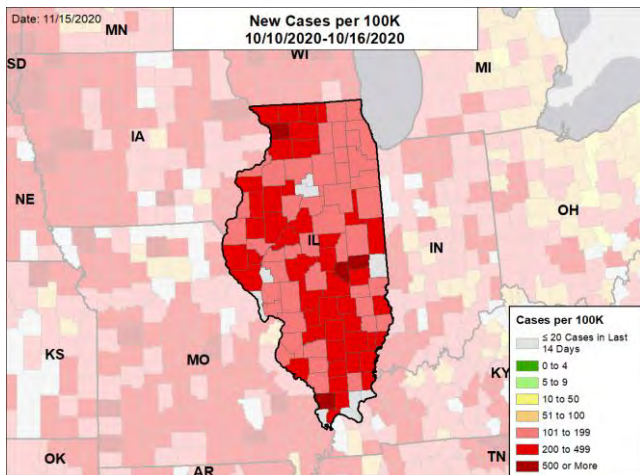 Date: 11/15/2020
New Cases per 100K
10/10/2020-10/16/2020
MN
WI
SD
MI
IA
NE
OH
IL
IN
KS
MO
KY
OK
AR
TN
Cases per 100K
≤ 20 Cases in Last
14 Days
0 to 4
5 to 9
10 to 50
51 to 100
101 to 199
200 to 499
500 or More